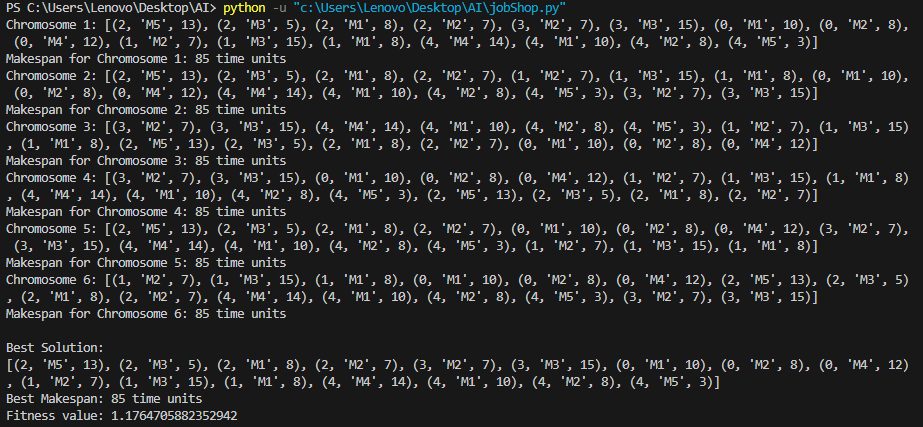 PS C:\Users\Lenovo\Desktop\AI> python -u "c:\Users\Lenovo\Desktop\AI\jobShop.py"
Chromosome 1: [(2, 'M5', 13), (2, 'M3', 5), (2, 'M1', 8), (2, 'M2', 7), (3, 'M2', 7), (3, 'M3', 15), (0, 'M1', 10), (0, 'M2', 8),
(0, 'M4', 12), (1, 'M2', 7), (1, 'M3', 15), (1, 'M1', 8), (4, 'M4', 14), (4, 'M1', 10), (4, 'M2', 8), (4, 'M5', 3)]
Makespan for Chromosome 1: 85 time units
Chromosome 2: [(2, 'M5', 13), (2, 'M3', 5), (2, 'M1', 8), (2, 'M2', 7), (1, 'M2', 7), (1, 'M3', 15), (1, 'M1', 8), (0, 'M1', 10),
(0, 'M2', 8), (0, 'M4', 12), (4, 'M4', 14), (4, 'M1', 10), (4, 'M2', 8), (4, 'M5', 3), (3, 'M2', 7), (3, 'M3', 15)]
Makespan for Chromosome 2: 85 time units
Chromosome 3: [(3, 'M2', 7), (3, 'M3', 15), (4, 'M4', 14), (4, 'M1', 10), (4, 'M2', 8), (4, 'M5', 3), (1, 'M2', 7), (1, 'M3', 15)
, (1, 'M1', 8), (2, 'M5', 13), (2, 'M3', 5), (2, 'M1', 8), (2, 'M2', 7), (0, 'M1', 10), (0, 'M2', 8), (0, 'M4', 12)]
Makespan for Chromosome 3: 85 time units
Chromosome 4: [(3, 'M2', 7), (3, 'M3', 15), (0, 'M1', 10), (0, 'M2', 8), (0, 'M4', 12), (1, 'M2', 7), (1, 'M3', 15), (1, 'M1', 8)
, (4, 'M4', 14), (4, 'M1', 10), (4, 'M2', 8), (4, 'M5', 3), (2, 'M5', 13), (2, 'M3', 5), (2, 'M1', 8), (2, 'M2', 7)]
Makespan for Chromosome 4: 85 time units
Chromosome 5: [(2, 'M5', 13), (2, 'M3', 5), (2, 'M1', 8), (2, 'M2', 7), (0, 'M1', 10), (0, 'M2', 8), (0, 'M4', 12), (3, 'M2', 7),
(3, 'M3', 15), (4, 'M4', 14), (4, 'M1', 10), (4, 'M2', 8), (4, 'M5', 3), (1, 'M2', 7), (1, 'M3', 15), (1, 'M1', 8)]
Makespan for Chromosome 5: 85 time units
Chromosome 6: [(1, 'M2', 7), (1, 'M3', 15), (1, 'M1', 8), (0, 'M1', 10), (0, 'M2', 8), (0, 'M4', 12), (2, 'M5', 13), (2, 'M3', 5)
, (2, 'M1', 8), (2, 'M2', 7), (4, 'M4', 14), (4, 'M1', 10), (4, 'M2', 8), (4, 'M5', 3), (3, 'M2', 7), (3, 'M3', 15)]
Makespan for Chromosome 6: 85 time units
Best Solution:
[(2, 'M5', 13), (2, 'M3', 5), (2, 'M1', 8), (2, 'M2', 7), (3, 'M2', 7), (3, 'M3', 15), (0, 'M1', 10), (0, 'M2', 8), (0, 'M4', 12)
, (1, 'M2', 7), (1, 'M3', 15), (1, 'M1', 8), (4, 'M4', 14), (4, 'M1', 10), (4, 'M2', 8), (4, 'M5', 3)]
Best Makespan: 85 time units
Fitness value: 1.1764705882352942